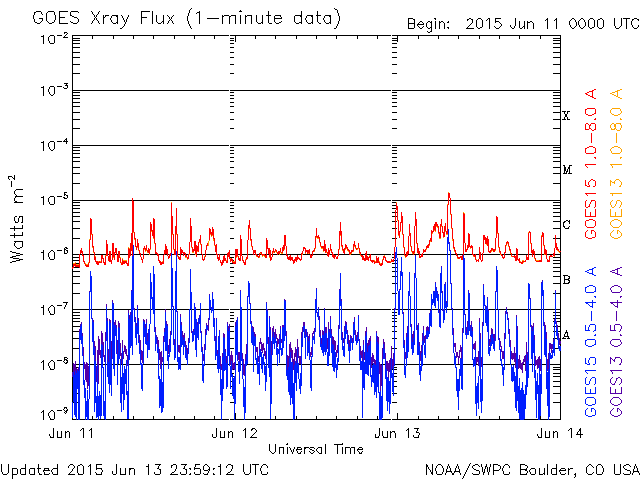 GOES Xray Flux (1-minute data)
Begin: 2015 Jun 11 0000 UTC
10-2
10-3
10-4
10-5
10-6
10-7
10-8
10-9
Watts m-2
X
M
C
B
A
GOES15 1.0-8.0 A
GOES13 1.0-8.0 A
GOES15 0.5-4.0 A
GOES13 0.5-4.0 A
Jun 11
Jun 12
Jun 13
Jun 14
Universal Time
Updated 2015 Jun 13 23:59:12 UTC
NOAA/SWPC Boulder, CO USA